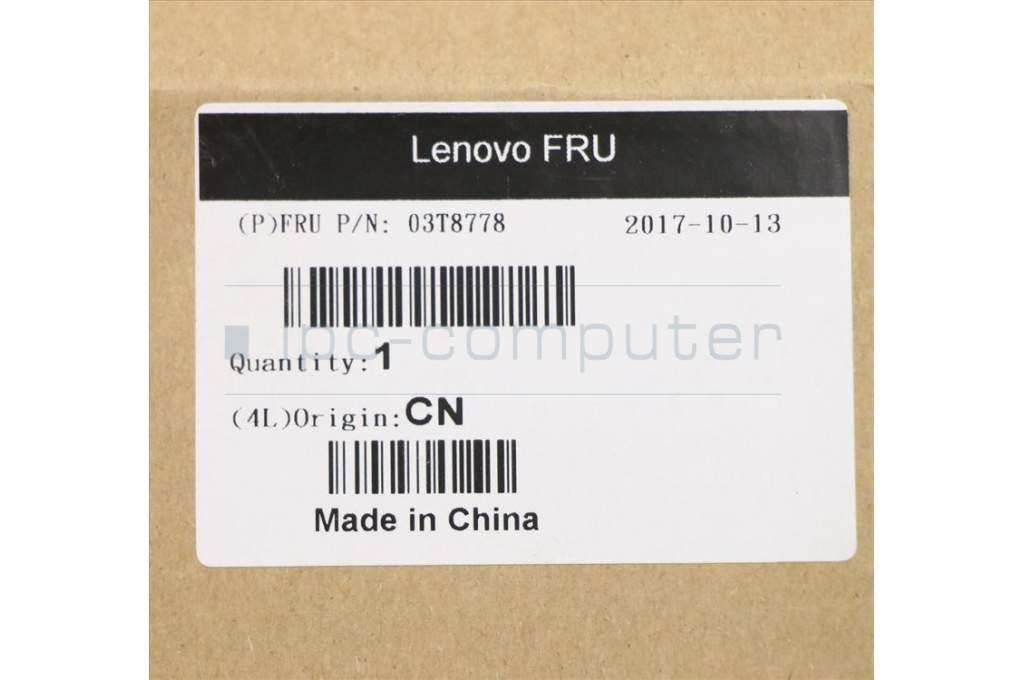 Lenovo FRU
(P)FRU P/N: 03T8778 2017-10-13
ipc-computer
Quantity:1
(4L)Origin:CN
Made in China